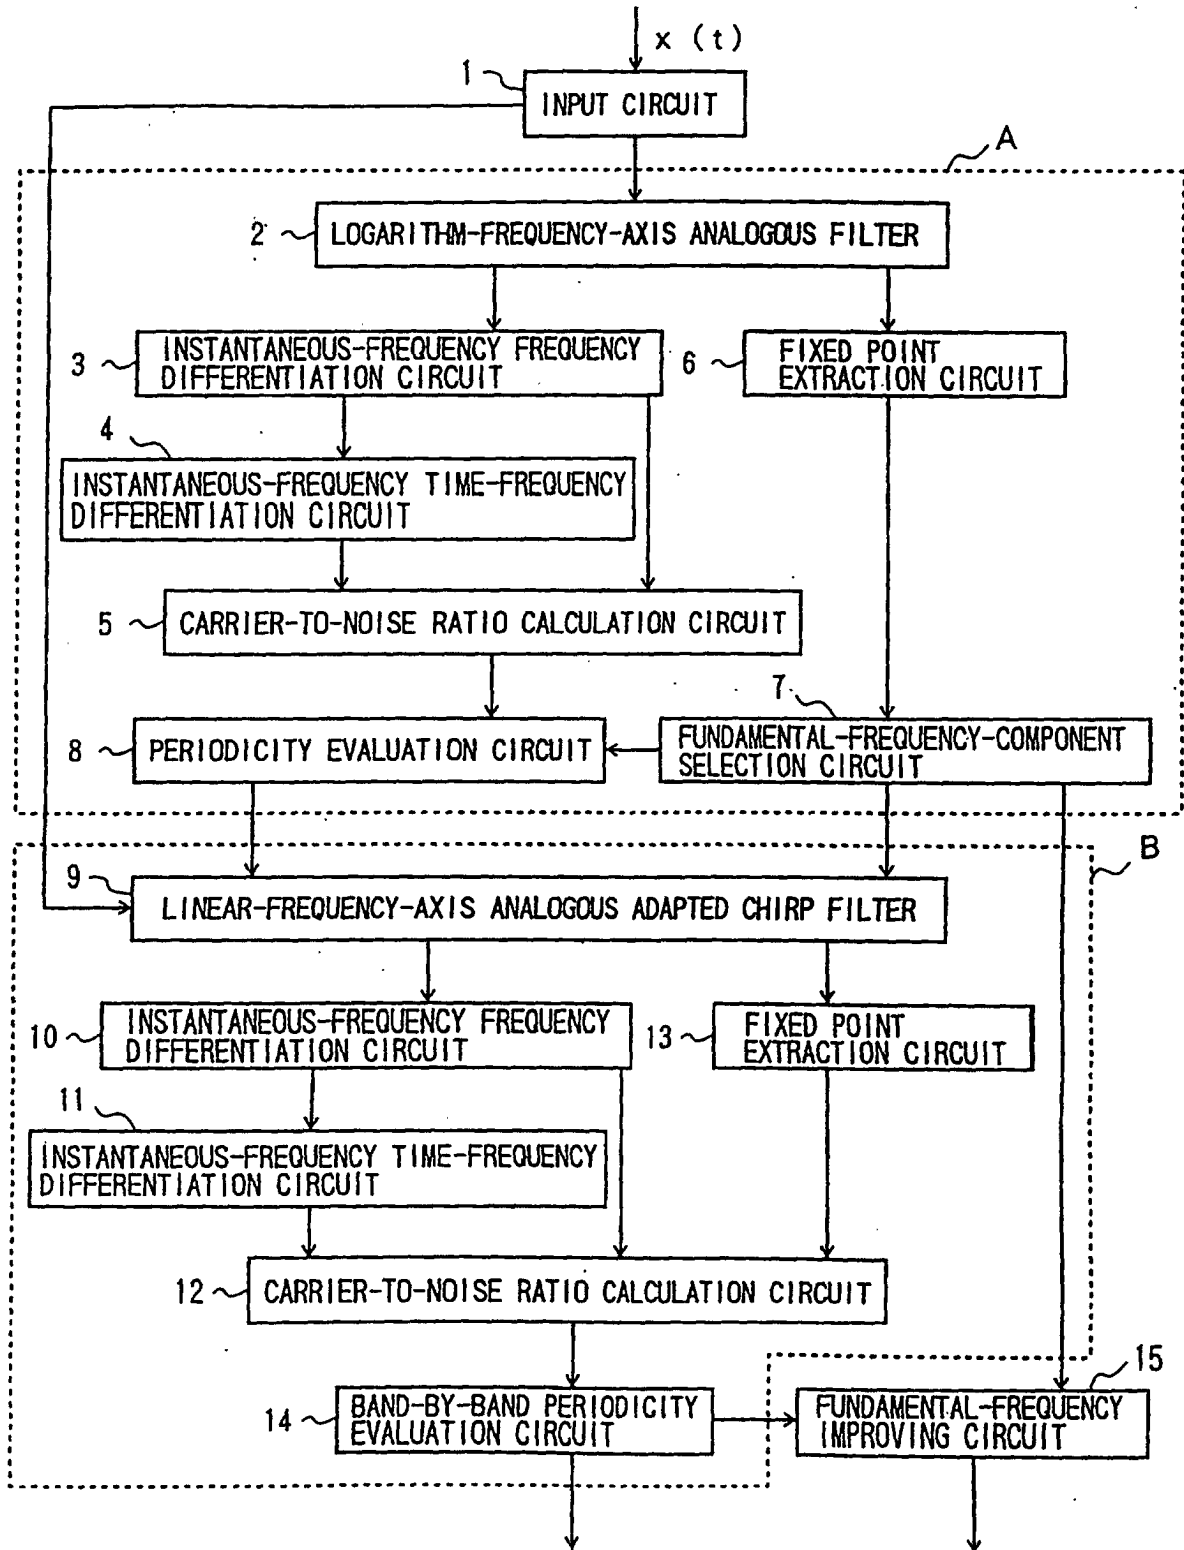 x (t)
1
INPUT CIRCUIT
A
2
LOGARITHM-FREQUENCY-AXIS ANALOGOUS FILTER
3
INSTANTANEOUS-FREQUENCY FREQUENCY
DIFFERENTIATION CIRCUIT
6
FIXED POINT
EXTRACTION CIRCUIT
4
INSTANTANEOUS-FREQUENCY TIME-FREQUENCY
DIFFERENTIATION CIRCUIT
5
CARRIER-TO-NOISE RATIO CALCULATION CIRCUIT
7
8
PERIODICITY EVALUATION CIRCUIT
FUNDAMENTAL-FREQUENCY-COMPONENT
SELECTION CIRCUIT
B
9
LINEAR-FREQUENCY-AXIS ANALOGOUS ADAPTED CHIRP FILTER
10
INSTANTANEOUS-FREQUENCY FREQUENCY
DIFFERENTIATION CIRCUIT
13
FIXED POINT
EXTRACTION CIRCUIT
11
INSTANTANEOUS-FREQUENCY TIME-FREQUENCY
DIFFERENTIATION CIRCUIT
12
CARRIER-TO-NOISE RATIO CALCULATION CIRCUIT
15
14
BAND-BY-BAND PERIODICITY
EVALUATION CIRCUIT
FUNDAMENTAL-FREQUENCY
IMPROVING CIRCUIT